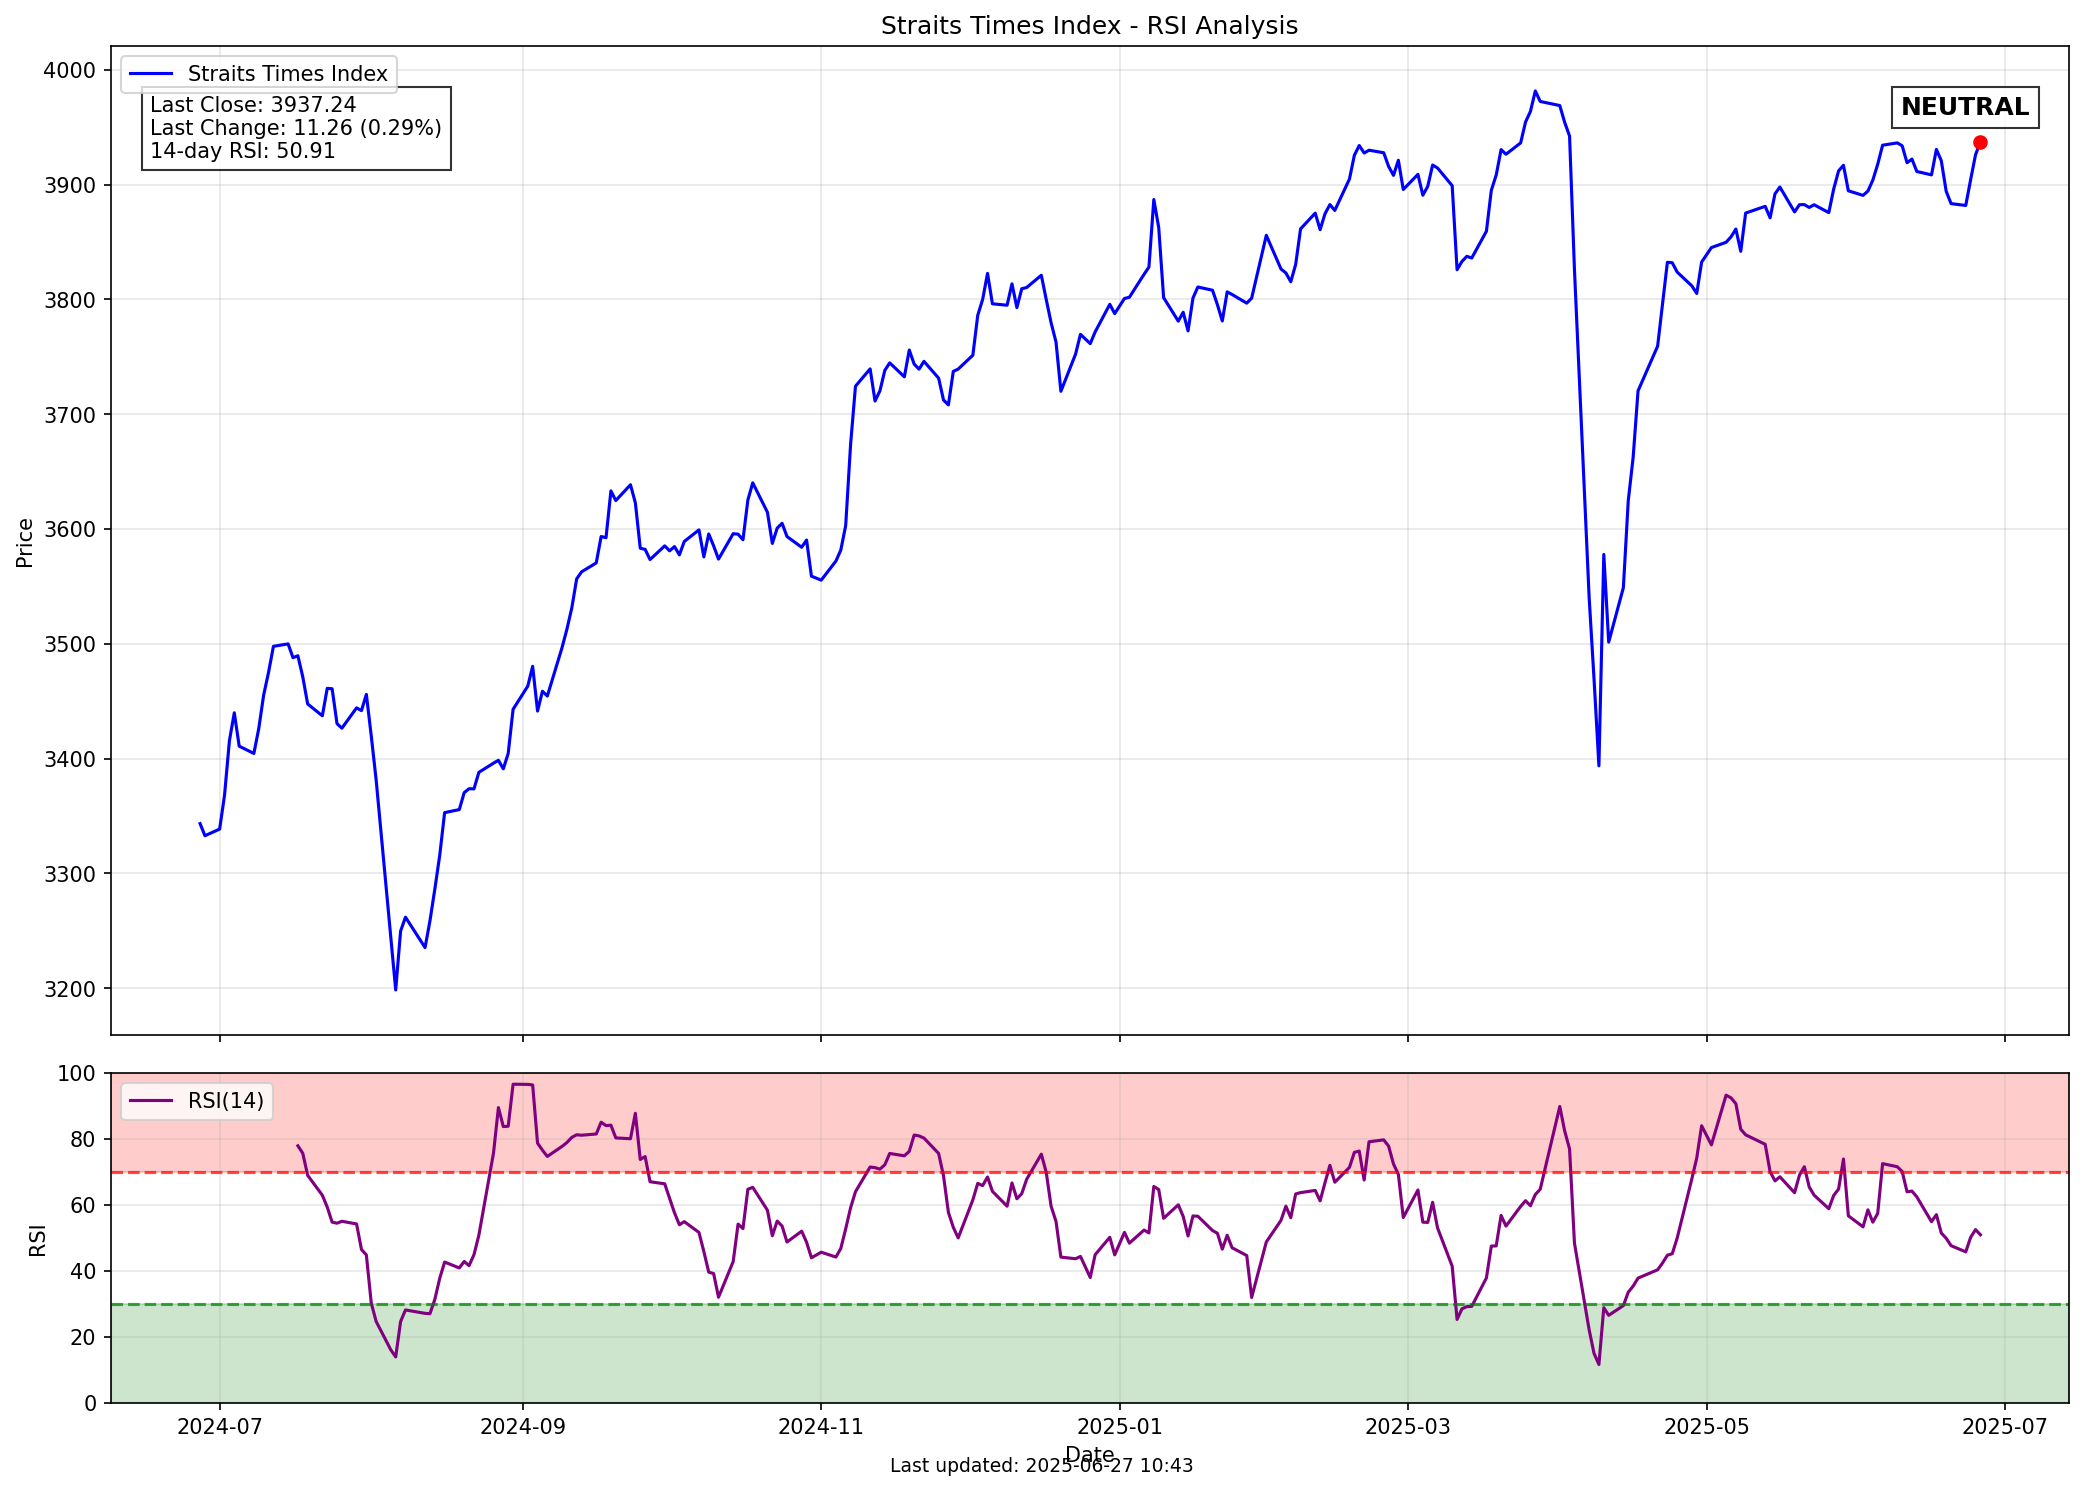 Straits Times Index - RSI Analysis
Straits Times Index
Last Close: 3937.24
Last Change: 11.26 (0.29%)
14-day RSI: 50.91
NEUTRAL
Price
4000
3900
3800
3700
3600
3500
3400
3300
3200
RSI(14)
RSI
100
80
60
40
20
0
2024-07 2024-09 2024-11 2025-01 2025-03 2025-05 2025-07
Date
Last updated: 2025-06-27 10:43